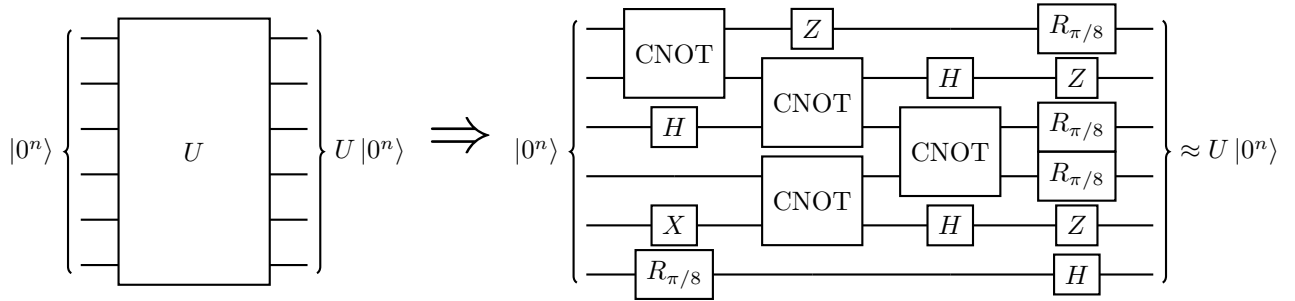 CNOT Z R_{π/8}
CNOT H Z
H CNOT R_{π/8}
|0^n⟩ U U |0^n⟩ ⇒ |0^n⟩ ≈ U |0^n⟩
CNOT R_{π/8}
X H Z
R_{π/8} H